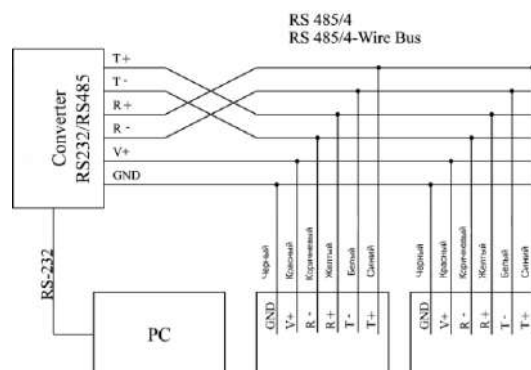 RS 485/4
RS 485/4-Wire Bus
Converter
RS232/RS485
T+
T -
R +
R -
V+
GND
RS-232
PC
Черный
Красный
Коричневый
Желтый
Белый
Синий
GND
V+
R -
R+
T -
T+
Черный
Красный
Коричневый
Желтый
Белый
Синий
GND
V+
R -
R+
T -
T+